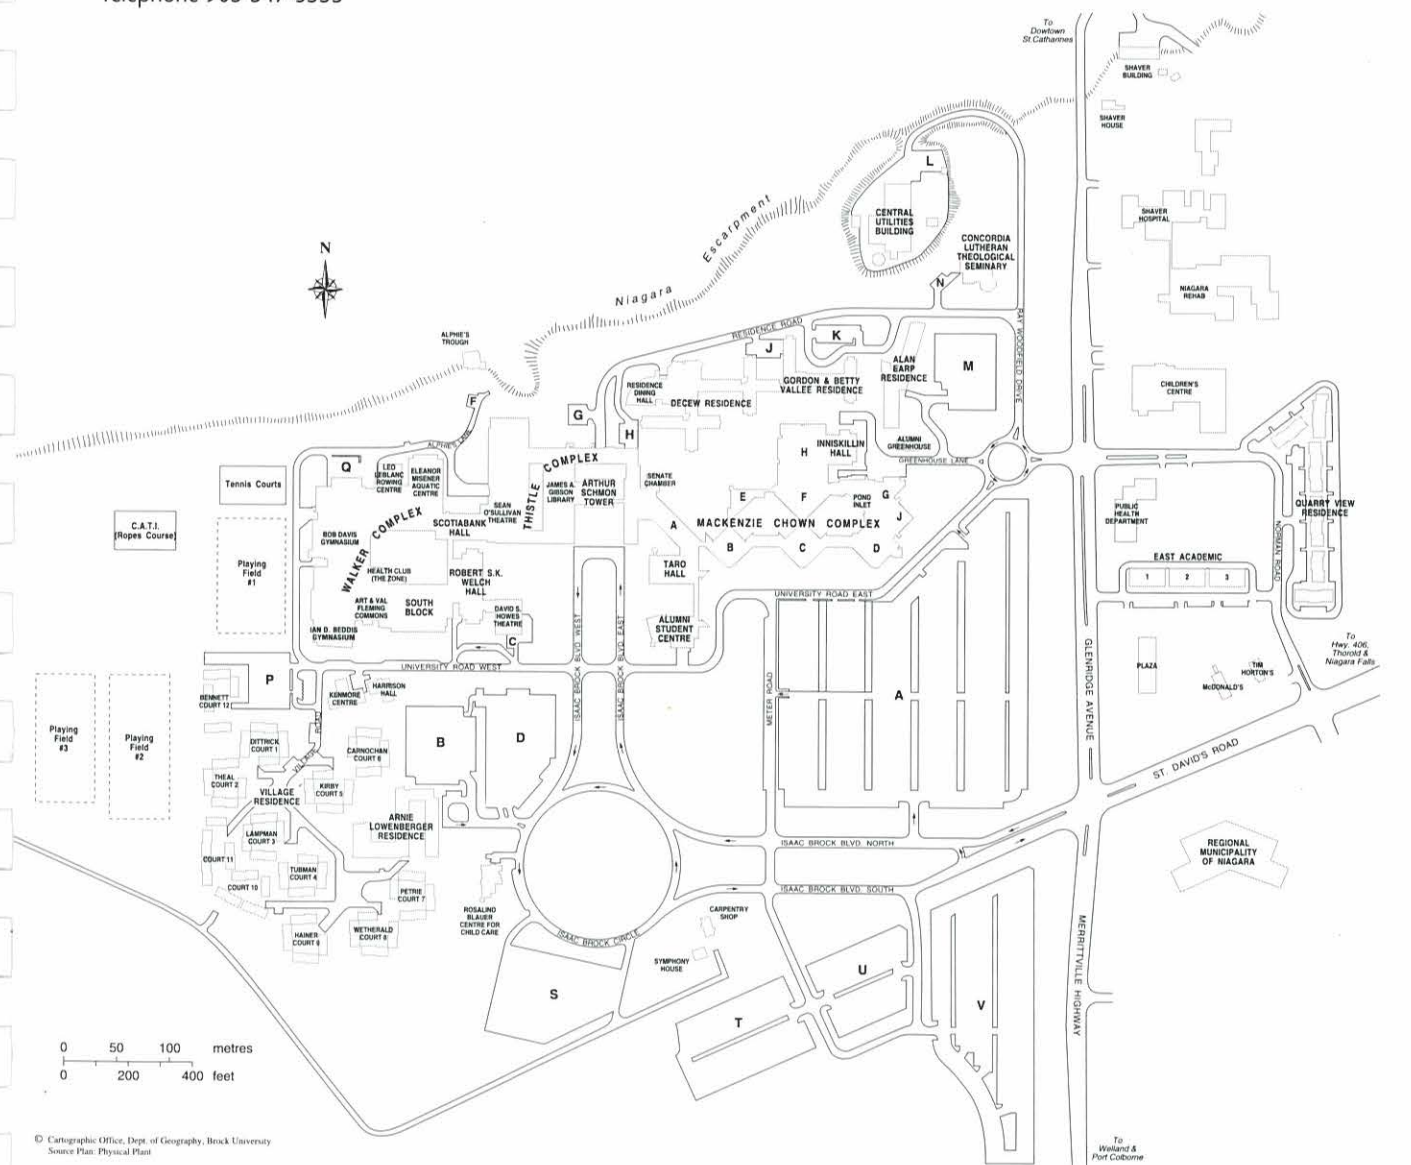 To
Dowtown
St.Catharines
SHAVER
BUILDING
SHAVER
HOUSE
L
CENTRAL
UTILITIES
BUILDING
SHAVER
HOSPITAL
CONCORDIA
LUTHERAN
THEOLOGICAL
SEMINARY
N
Niagara Escarpment
N
NIAGARA
REHAB
RESIDENCE ROAD
RAY WOODFIELD DRIVE
ALPHIE'S
TROUGH
K
J
M
ALAN
EARP
RESIDENCE
GORDON & BETTY
VALLEE RESIDENCE
RESIDENCE
DINING
HALL
DECEW RESIDENCE
CHILDREN'S
CENTRE
F
G
H
ALPHIE'S LANE
ALUMNI
GREENHOUSE
GREENHOUSE LANE
H
INNISKILLIN
HALL
Q
LEO
LEBLANC
ROWING
CENTRE
ELEANOR
MISENER
AQUATIC
CENTRE
THISTLE COMPLEX
JAMES A.
GIBSON
LIBRARY
ARTHUR
SCHMON
TOWER
SENATE
CHAMBER
Tennis Courts
SEAN
O'SULLIVAN
THEATRE
SCOTIABANK
HALL
E
F
POND
INLET
G
J
A
MACKENZIE CHOWN COMPLEX
B
C
D
QUARRY VIEW
RESIDENCE
PUBLIC
HEALTH
DEPARTMENT
NORMAN ROAD
C.A.T.I.
(Ropes Course)
BOB DAVIS
GYMNASIUM
WALKER COMPLEX
Playing
Field
#1
HEALTH CLUB
(THE ZONE)
ROBERT S.K.
WELCH
HALL
TARO
HALL
EAST ACADEMIC
1
2
3
UNIVERSITY ROAD EAST
ART & VAL
FLEMING
COMMONS
SOUTH
BLOCK
DAVID S.
HOWES
THEATRE
IAN D. BEDDIS
GYMNASIUM
C
ALUMNI
STUDENT
CENTRE
ISAAC BROCK BLVD WEST
ISAAC BROCK BLVD EAST
UNIVERSITY ROAD WEST
To
Hwy. 406,
Thorold &
Niagara Falls
PLAZA
McDONALD'S
TIM
HORTON'S
GLENRIDGE AVENUE
METER ROAD
A
P
BENNETT
COURT 12
KENMORE
CENTRE
HARRISON
HALL
ISAAC BROCK BLVD
ISAAC BROCK BLVD
B
D
Playing
Field
#3
Playing
Field
#2
DITTRICK
COURT 1
VILLAGE ROAD
CARNOCHAN
COURT 6
ST. DAVID'S ROAD
THEAL
COURT 2
VILLAGE
RESIDENCE
KIRBY
COURT 5
ARNIE
LOWENBERGER
RESIDENCE
LAMPMAN
COURT 3
ISAAC BROCK BLVD. NORTH
REGIONAL
MUNICIPALITY
OF NIAGARA
COURT 11
TUBMAN
COURT 4
COURT 10
PETRIE
COURT 7
ISAAC BROCK BLVD. SOUTH
ROSALIND
BLAUER
CENTRE FOR
CHILD CARE
CARPENTRY
SHOP
HAINER
COURT 9
WETHERALD
COURT 8
ISAAC BROCK CIRCLE
SYMPHONY
HOUSE
MERRITTVILLE HIGHWAY
S
T
U
V
0 50 100 metres
0 200 400 feet
© Cartographic Office, Dept. of Geography, Brock University
Source Plan: Physical Plant
To
Welland &
Port Colborne